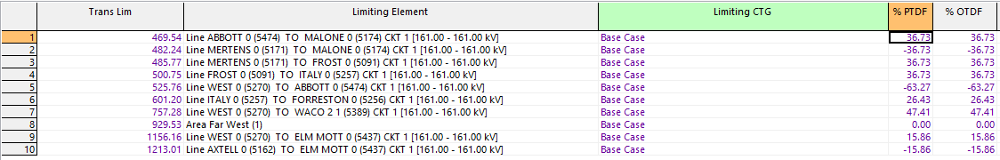 Trans Lim Limiting Element Limiting CTG % PTDF % OTDF
1 469.54 Line ABBOTT 0 (5474) TO MALONE 0 (5174) CKT 1 [161.00 - 161.00 kV] Base Case 36.73 36.73
2 482.24 Line MERTENS 0 (5171) TO MALONE 0 (5174) CKT 1 [161.00 - 161.00 kV] Base Case -36.73 -36.73
3 485.77 Line MERTENS 0 (5171) TO FROST 0 (5091) CKT 1 [161.00 - 161.00 kV] Base Case 36.73 36.73
4 500.75 Line FROST 0 (5091) TO ITALY 0 (5257) CKT 1 [161.00 - 161.00 kV] Base Case 36.73 36.73
5 525.76 Line WEST 0 (5270) TO ABBOTT 0 (5474) CKT 1 [161.00 - 161.00 kV] Base Case -63.27 -63.27
6 601.20 Line ITALY 0 (5257) TO FORRESTON 0 (5256) CKT 1 [161.00 - 161.00 kV] Base Case 26.43 26.43
7 757.28 Line WEST 0 (5270) TO WACO 2 1 (5389) CKT 1 [161.00 - 161.00 kV] Base Case 47.41 47.41
8 929.53 Area Far West (1) Base Case 0.00 0.00
9 1156.16 Line WEST 0 (5270) TO ELM MOTT 0 (5437) CKT 1 [161.00 - 161.00 kV] Base Case 15.86 15.86
10 1213.01 Line AXTELL 0 (5162) TO ELM MOTT 0 (5437) CKT 1 [161.00 - 161.00 kV] Base Case -15.86 -15.86